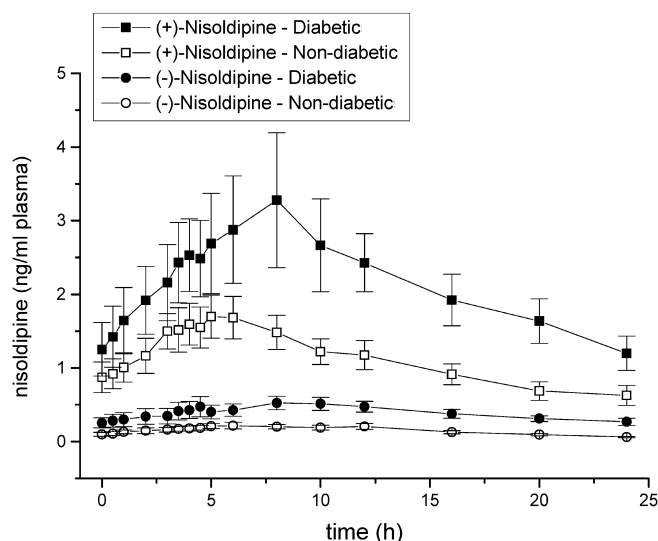 (+)-Nisoldipine - Diabetic
(+)-Nisoldipine - Non-diabetic
(-)-Nisoldipine - Diabetic
(-)-Nisoldipine - Non-diabetic
5
4
3
2
1
0
nisoldipine (ng/ml plasma)
0 5 10 15 20 25
time (h)